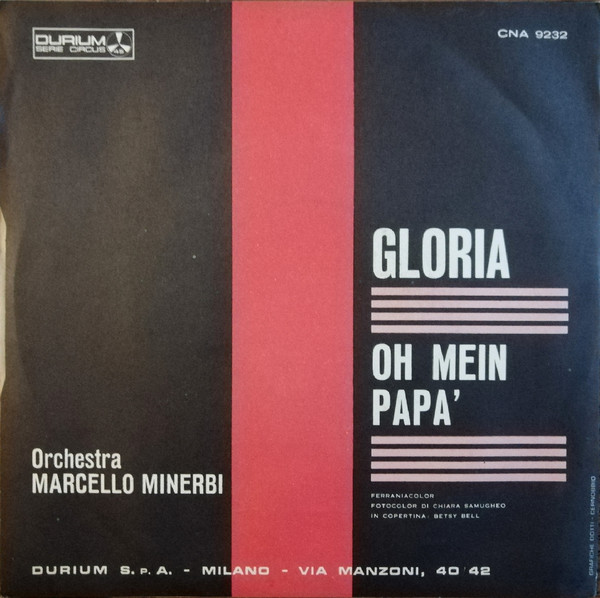 DURIUM
SERIE CIRCUS 45
CNA 9232
GLORIA
OH MEIN
PAPA'
Orchestra
MARCELLO MINERBI
FERRANIACOLOR
FOTOCOLOR DI CHIARA SAMUGHEO
IN COPERTINA: BETSY BELL
DURIUM S.p.A. - MILANO - VIA MANZONI, 40 42